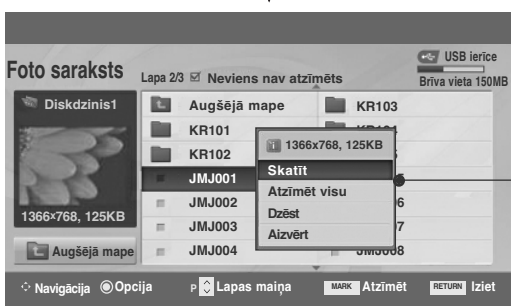 USB ierīce
Foto saraksts
Lapa 2/3 Neviens nav atzīmēts
Brīva vieta 150MB
Diskdzinis1
Augšējā mape
KR103
KR101
KR102
1366x768, 125KB
JMJ001
Skatīt
JMJ002
Atzīmēt visu
JMJ003
Dzēst
JMJ004
Aizvērt
1366×768, 125KB
Augšējā mape
Navigācija
Opcija
P Lapas maiņa
MARK Atzīmēt
RETURN Iziet